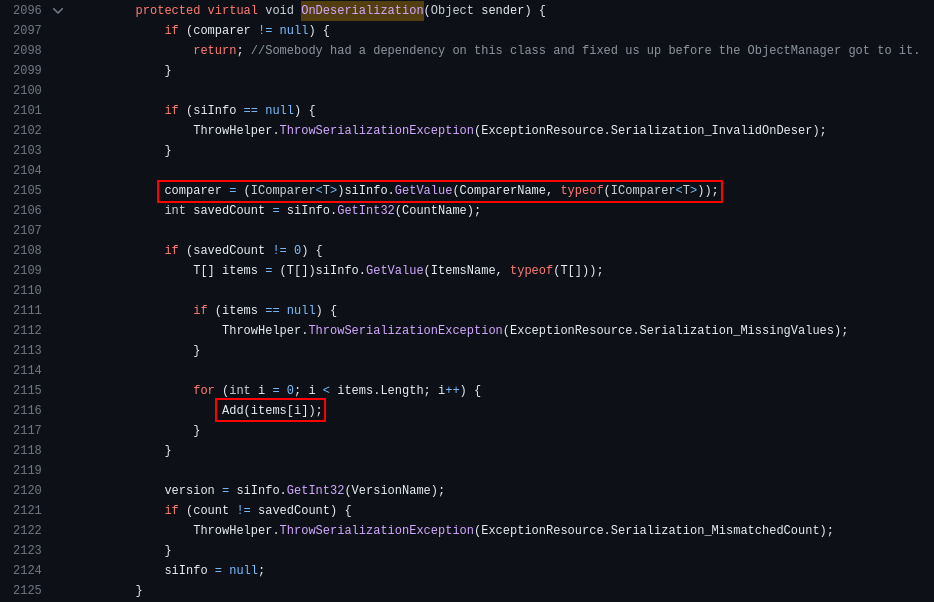 2096 protected virtual void OnDeserialization(Object sender) {
2097 if (comparer != null) {
2098 return; //Somebody had a dependency on this class and fixed us up before the ObjectManager got to it.
2099 }
2100
2101 if (siInfo == null) {
2102 ThrowHelper.ThrowSerializationException(ExceptionResource.Serialization_InvalidOnDeser);
2103 }
2104
2105 comparer = (IComparer<T>)siInfo.GetValue(ComparerName, typeof(IComparer<T>));
2106 int savedCount = siInfo.GetInt32(CountName);
2107
2108 if (savedCount != 0) {
2109 T[] items = (T[])siInfo.GetValue(ItemsName, typeof(T[]));
2110
2111 if (items == null) {
2112 ThrowHelper.ThrowSerializationException(ExceptionResource.Serialization_MissingValues);
2113 }
2114
2115 for (int i = 0; i < items.Length; i++) {
2116 Add(items[i]);
2117 }
2118 }
2119
2120 version = siInfo.GetInt32(VersionName);
2121 if (count != savedCount) {
2122 ThrowHelper.ThrowSerializationException(ExceptionResource.Serialization_MismatchedCount);
2123 }
2124 siInfo = null;
2125 }